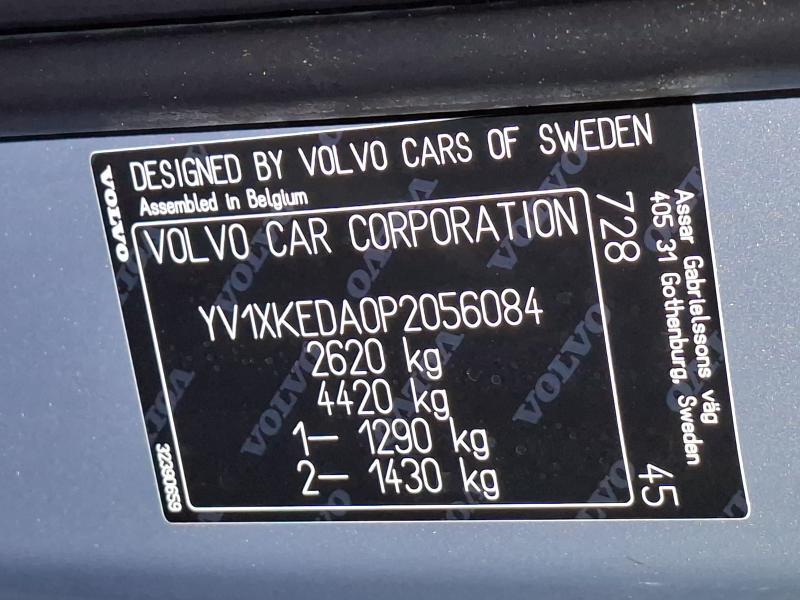 VOLVO
DESIGNED BY VOLVO CARS OF SWEDEN
Assembled in Belgium
VOLVO CAR CORPORATION
YV1XKEDA0P2056084
2620 kg
4420 kg
1– 1290 kg
2– 1430 kg
32390659
728
45
Assar Gabrielssons väg
405 31 Gothenburg, Sweden